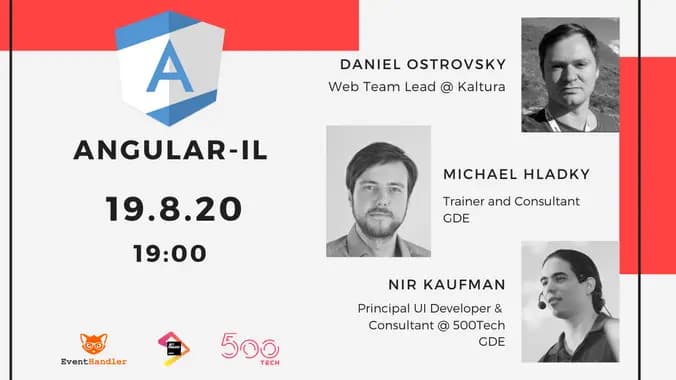 A
ANGULAR-IL
19.8.20
19:00
EventHandler
500
TECH
DANIEL OSTROVSKY
Web Team Lead @ Kaltura
MICHAEL HLADKY
Trainer and Consultant
GDE
NIR KAUFMAN
Principal UI Developer &
Consultant @ 500Tech
GDE